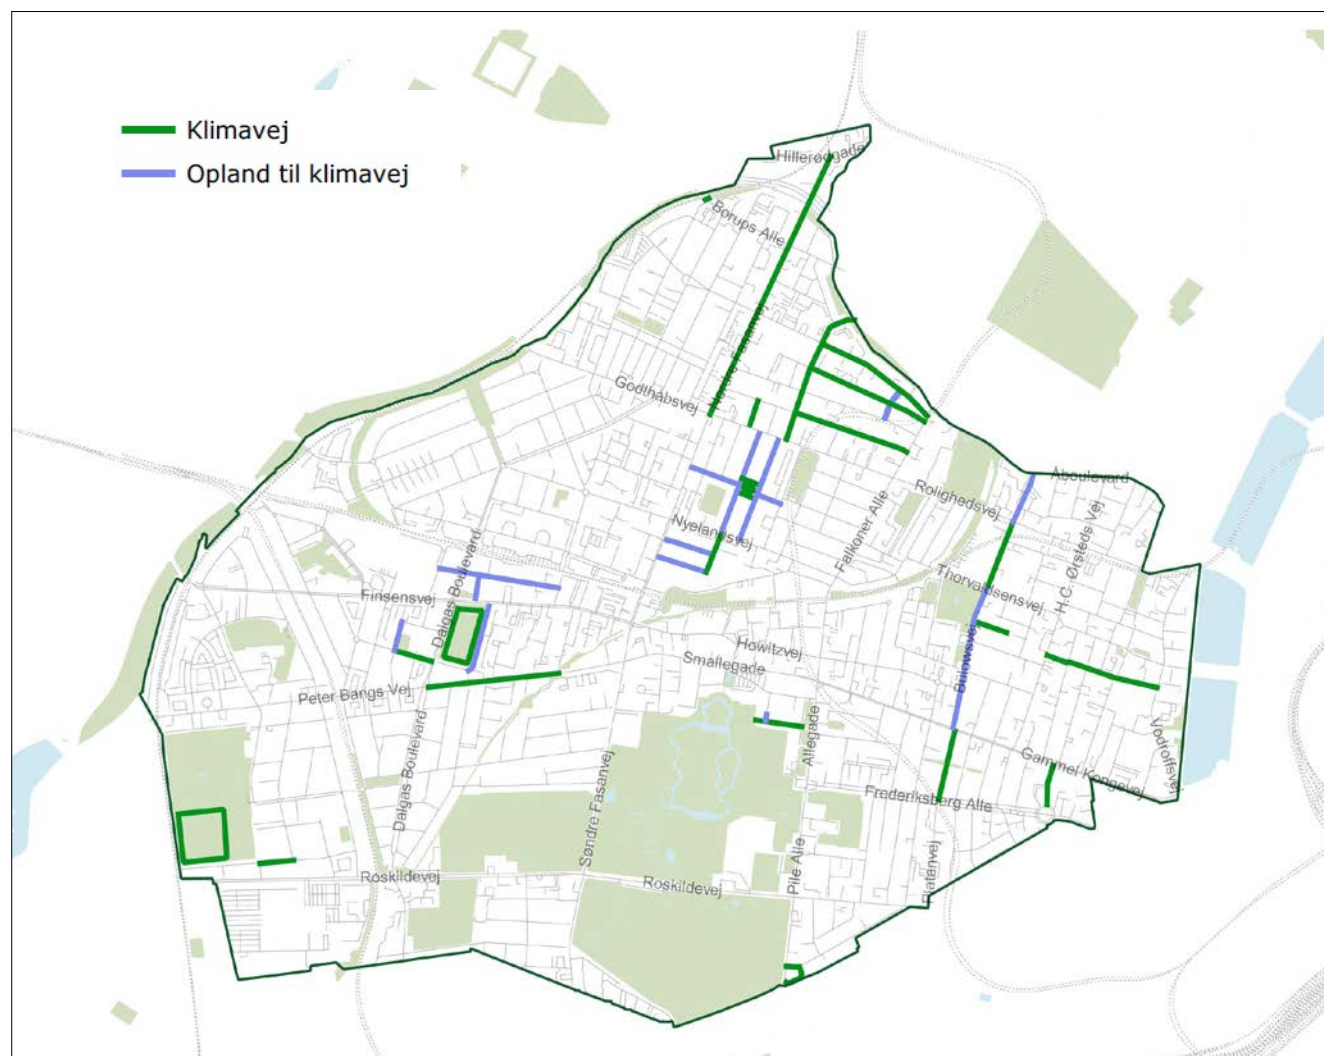 Klimavej
Opland til klimavej
Hillerødgade
Borups Alle
Nordre Fasanvej
Godthåbsvej
Åboulevard
Rolighedsvej
H.C. Ørsteds Vej
Falkoner Alle
Nyelandsvej
Thorvaldsensvej
Finsensvej
Dalgas Boulevard
Howitzvej
Smallegade
Bülowsvej
Peter Bangs Vej
Allegade
Vodroffsvej
Dalgas Boulevard
Gammel Kongevej
Søndre Fasanvej
Frederiksberg Alle
Pile Alle
Platanvej
Roskildevej
Roskildevej